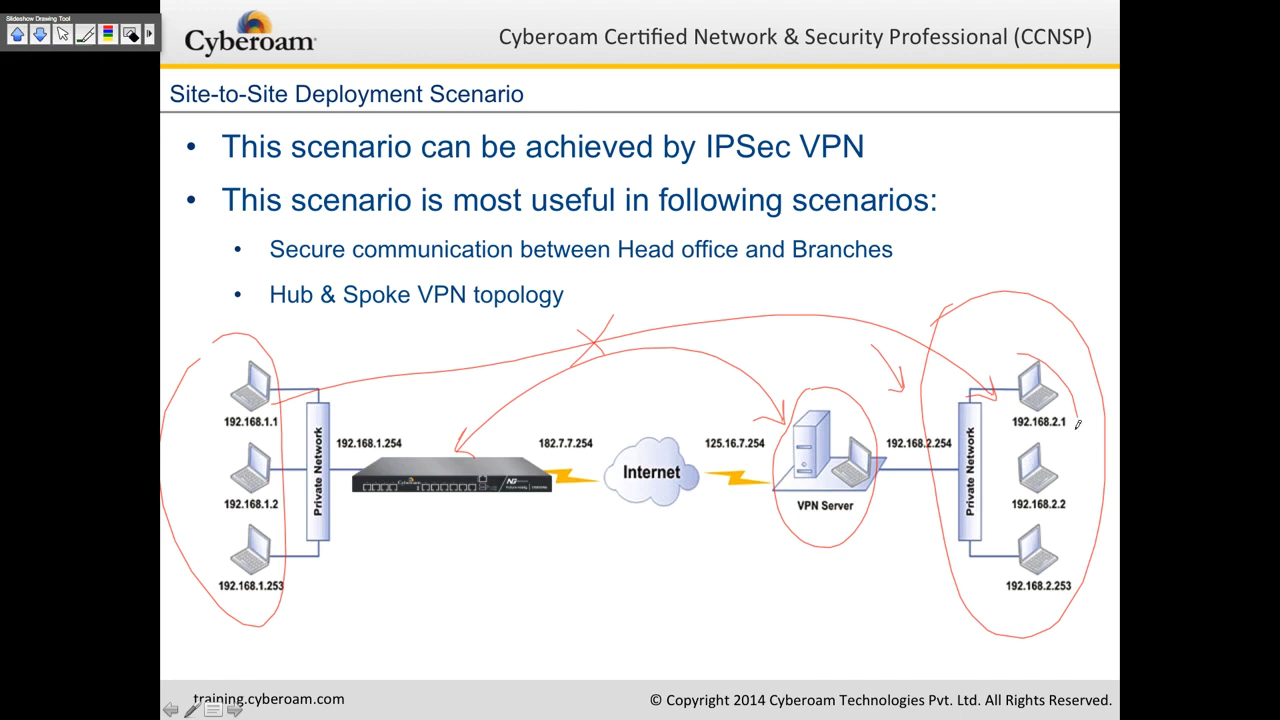 Slideshow Drawing Tool
Cyberoam
Cyberoam Certified Network & Security Professional (CCNSP)
Site-to-Site Deployment Scenario
• This scenario can be achieved by IPSec VPN
• This scenario is most useful in following scenarios:
• Secure communication between Head office and Branches
• Hub & Spoke VPN topology
192.168.1.1
192.168.1.2
192.168.1.253
Private Network
192.168.1.254
Cyberoam
NG
182.7.7.254
Internet
125.16.7.254
VPN Server
192.168.2.254
Private Network
192.168.2.1
192.168.2.2
192.168.2.253
training.cyberoam.com
© Copyright 2014 Cyberoam Technologies Pvt. Ltd. All Rights Reserved.